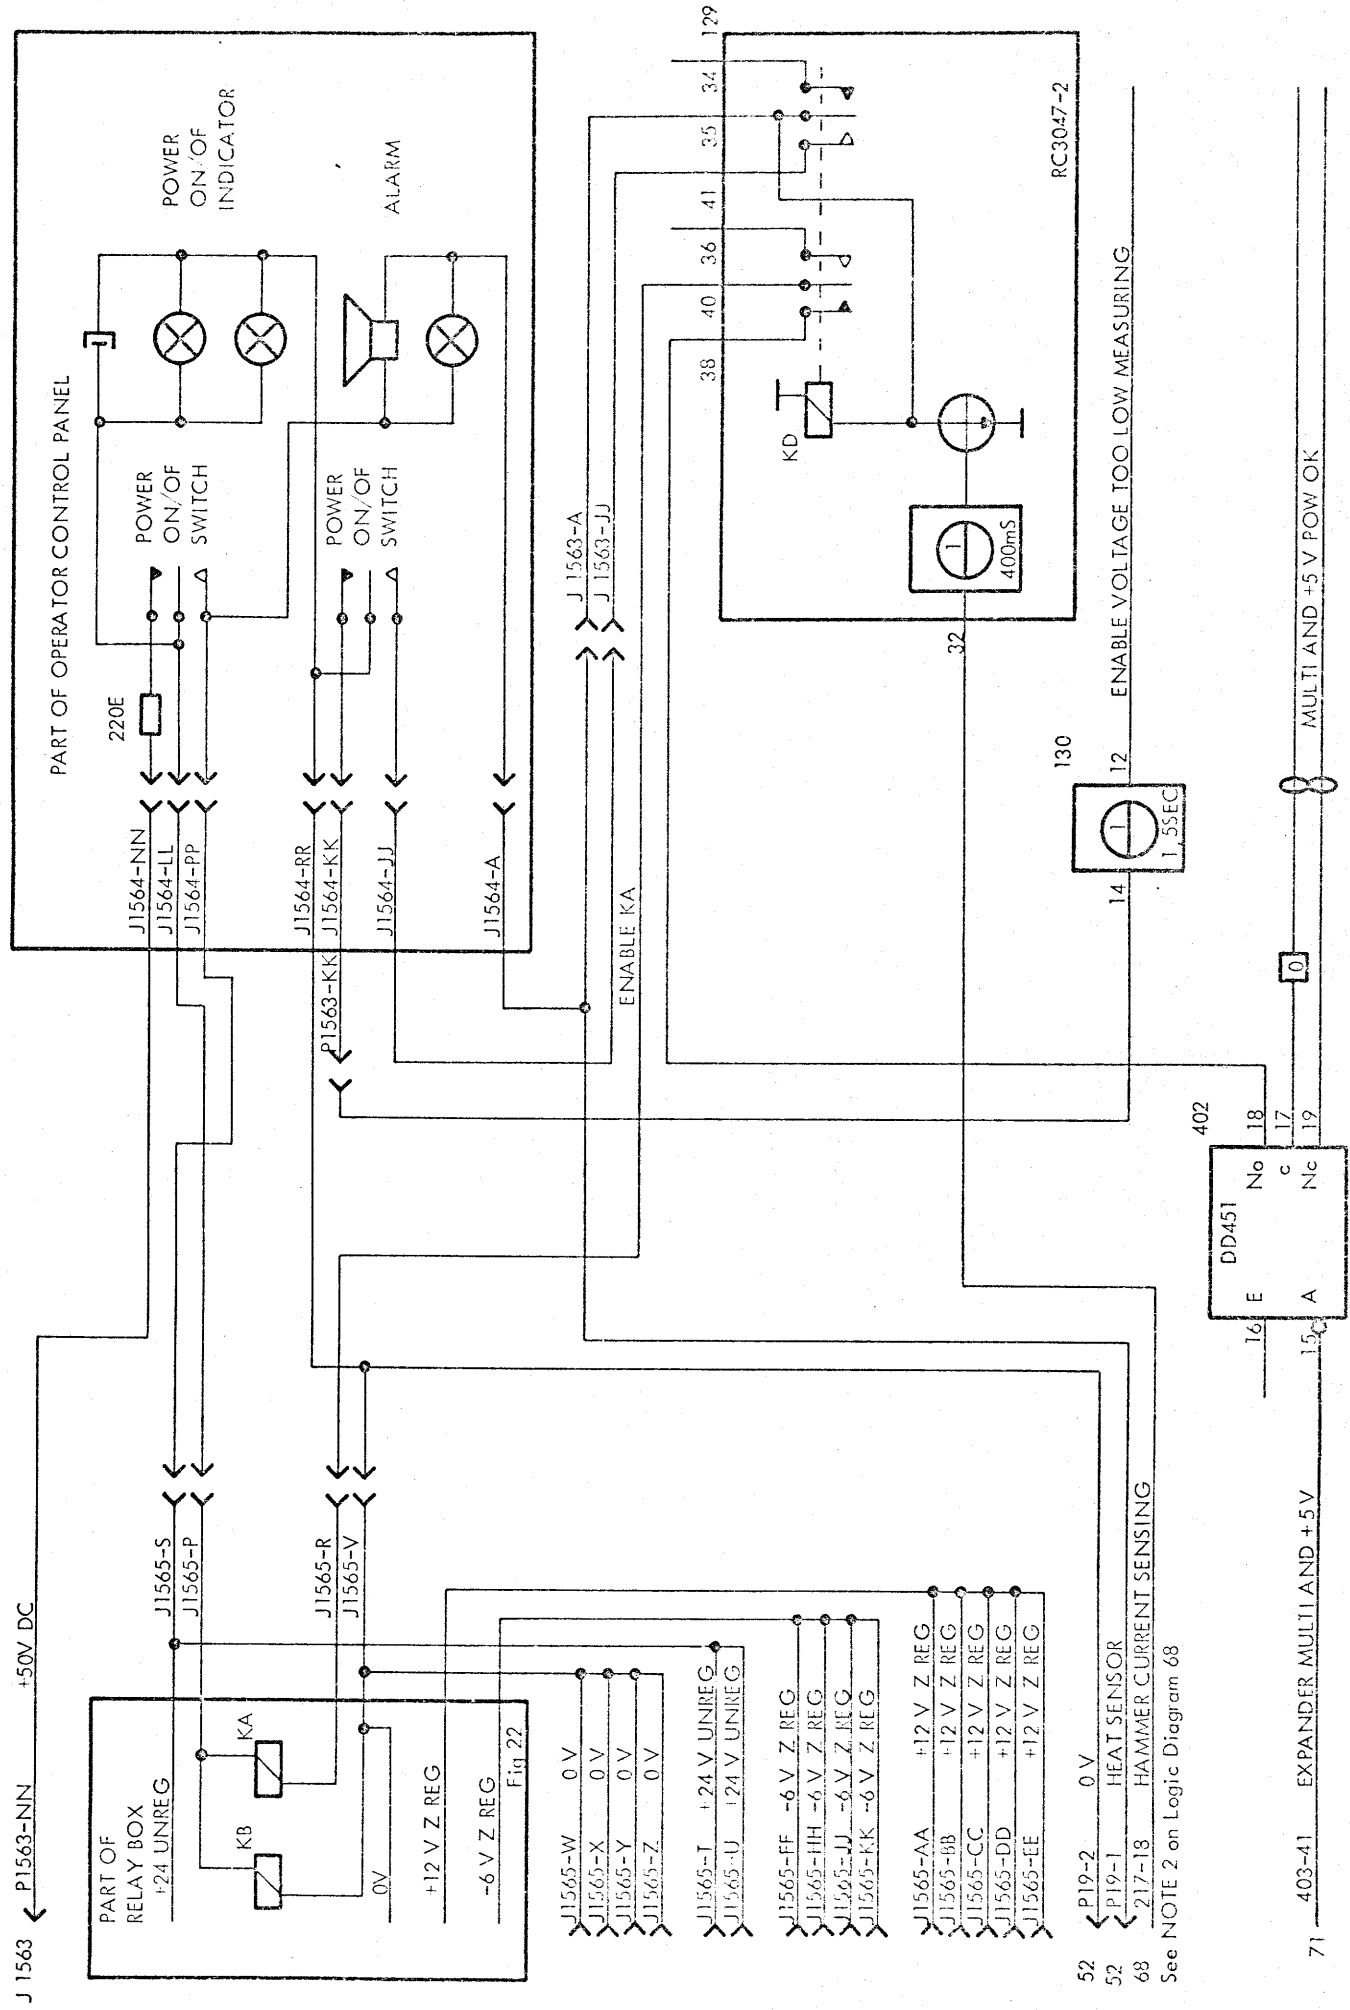 J 1563
P1563-NN
+50V DC
PART OF OPERATOR CONTROL PANEL
POWER
ON/OF
INDICATOR
ALARM
220E
POWER
ON/OF
SWITCH
POWER
ON/OF
SWITCH
J1564-NN
J1564-LL
J1564-PP
J1564-RR
J1564-KK
J1564-JJ
J1564-A
P1563-KK
J 1563-A
J 1563-JJ
ENABLE KA
129
34
35
41
36
40
38
KD
400mS
32
RC3047-2
PART OF
RELAY BOX
+24 UNREG
KB
KA
0V
+12 V Z REG
-6 V Z REG
Fig 22
J1565-S
J1565-P
J1565-R
J1565-V
J1565-W 0 V
J1565-X 0 V
J1565-Y 0 V
J1565-Z 0 V
J1565-T +24 V UNREG
J1565-U +24 V UNREG
J1565-FF -6 V Z REG
J1565-HH -6 V Z REG
J1565-JJ -6 V Z REG
J1565-KK -6 V Z REG
J1565-AA +12 V Z REG
J1565-BB +12 V Z REG
J1565-CC +12 V Z REG
J1565-DD +12 V Z REG
J1565-EE +12 V Z REG
52 P19-2 0 V
52 P19-1 HEAT SENSOR
68 217-18 HAMMER CURRENT SENSING
See NOTE 2 on Logic Diagram 68
130
14
1,5SEC
12
ENABLE VOLTAGE TOO LOW MEASURING
71 403-41 EXPANDER MULTI AND +5V
402
DD451
16 E No 18
c 17
15 A Nc 19
0
MULTI AND +5 V POW OK